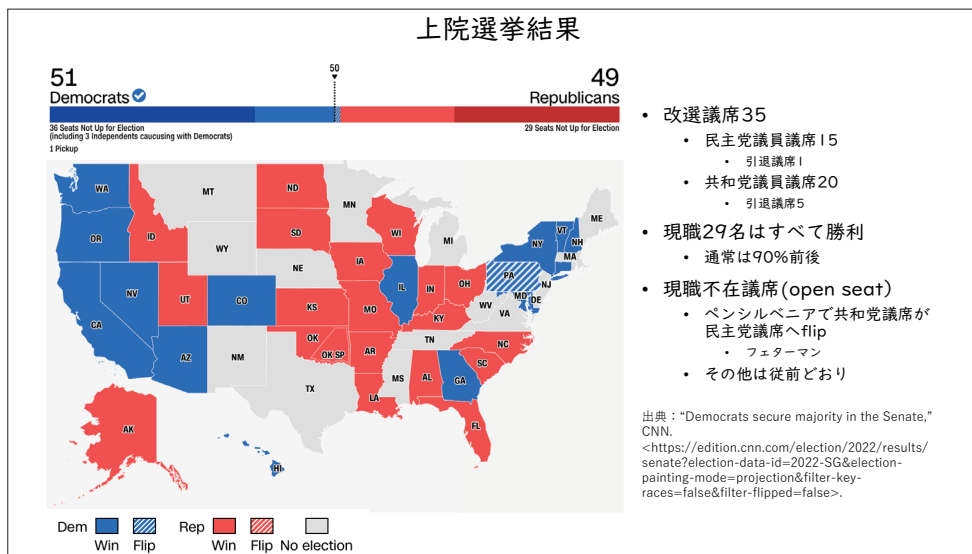 上院選挙結果
50
51
49
Democrats
Republicans
36 Seats Not Up for Election
(including 3 Independents caucusing with Democrats)
29 Seats Not Up for Election
1 Pickup
WA
OR
CA
NV
ID
MT
WY
UT
AZ
CO
NM
ND
SD
NE
KS
OK
OK SP
TX
MN
IA
MO
AR
LA
WI
IL
MI
IN
OH
KY
TN
MS
AL
GA
FL
SC
NC
VA
WV
PA
NY
VT
NH
ME
MA
NJ
MD
DE
AK
HI
Dem
Win
Flip
Rep
Win
Flip
No election
• 改選議席35
• 民主党議員議席15
• 引退議席1
• 共和党議員議席20
• 引退議席5
• 現職29名はすべて勝利
• 通常は90%前後
• 現職不在議席(open seat)
• ペンシルベニアで共和党議席が
民主党議席へflip
• フェターマン
• その他は従前どおり
出典：“Democrats secure majority in the Senate,”
CNN.
<https://edition.cnn.com/election/2022/results/
senate?election-data-id=2022-SG&election-
painting-mode=projection&filter-key-
races=false&filter-flipped=false>.